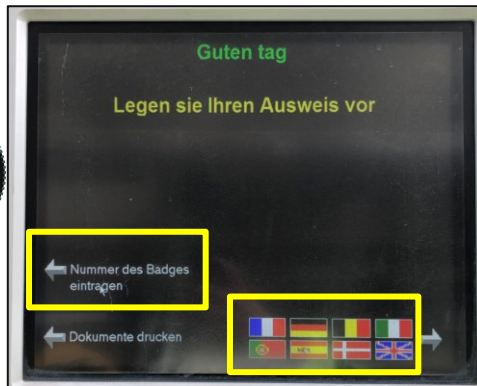 Guten tag
Legen sie Ihren Ausweis vor
Nummer des Badges
eintragen
Dokumente drucken